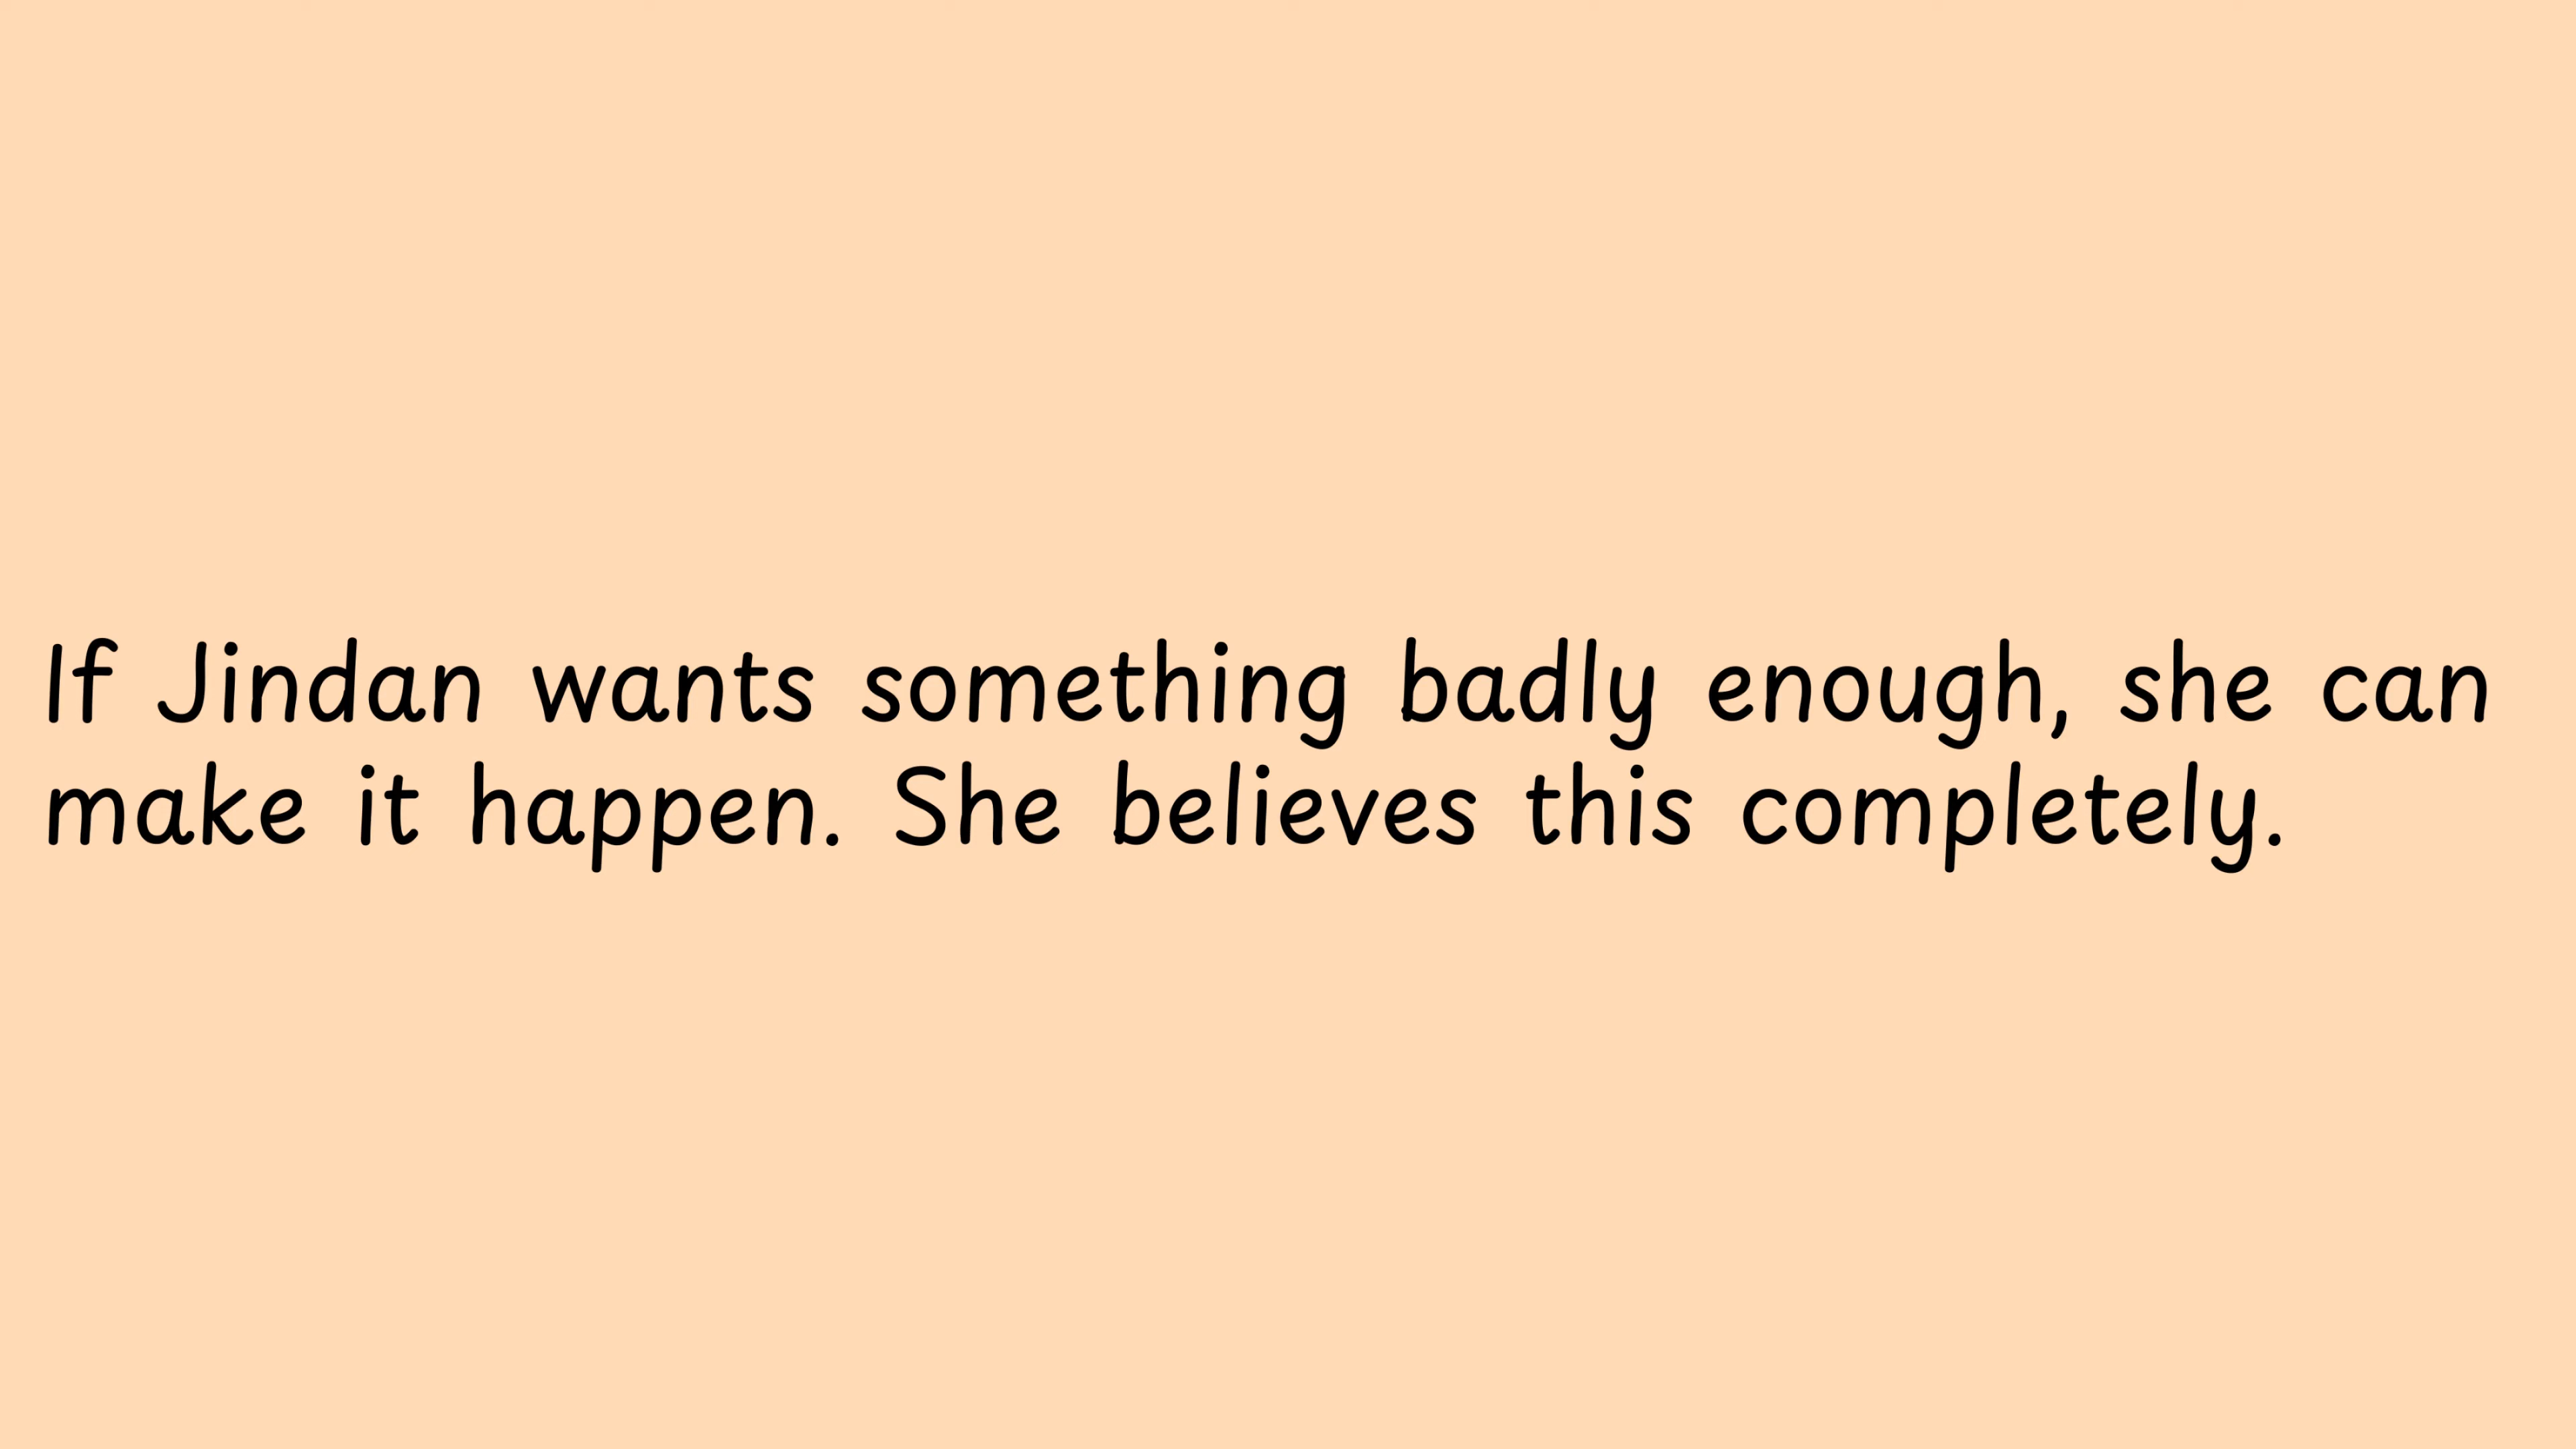 If Jindan wants something badly enough, she can
make it happen. She believes this completely.